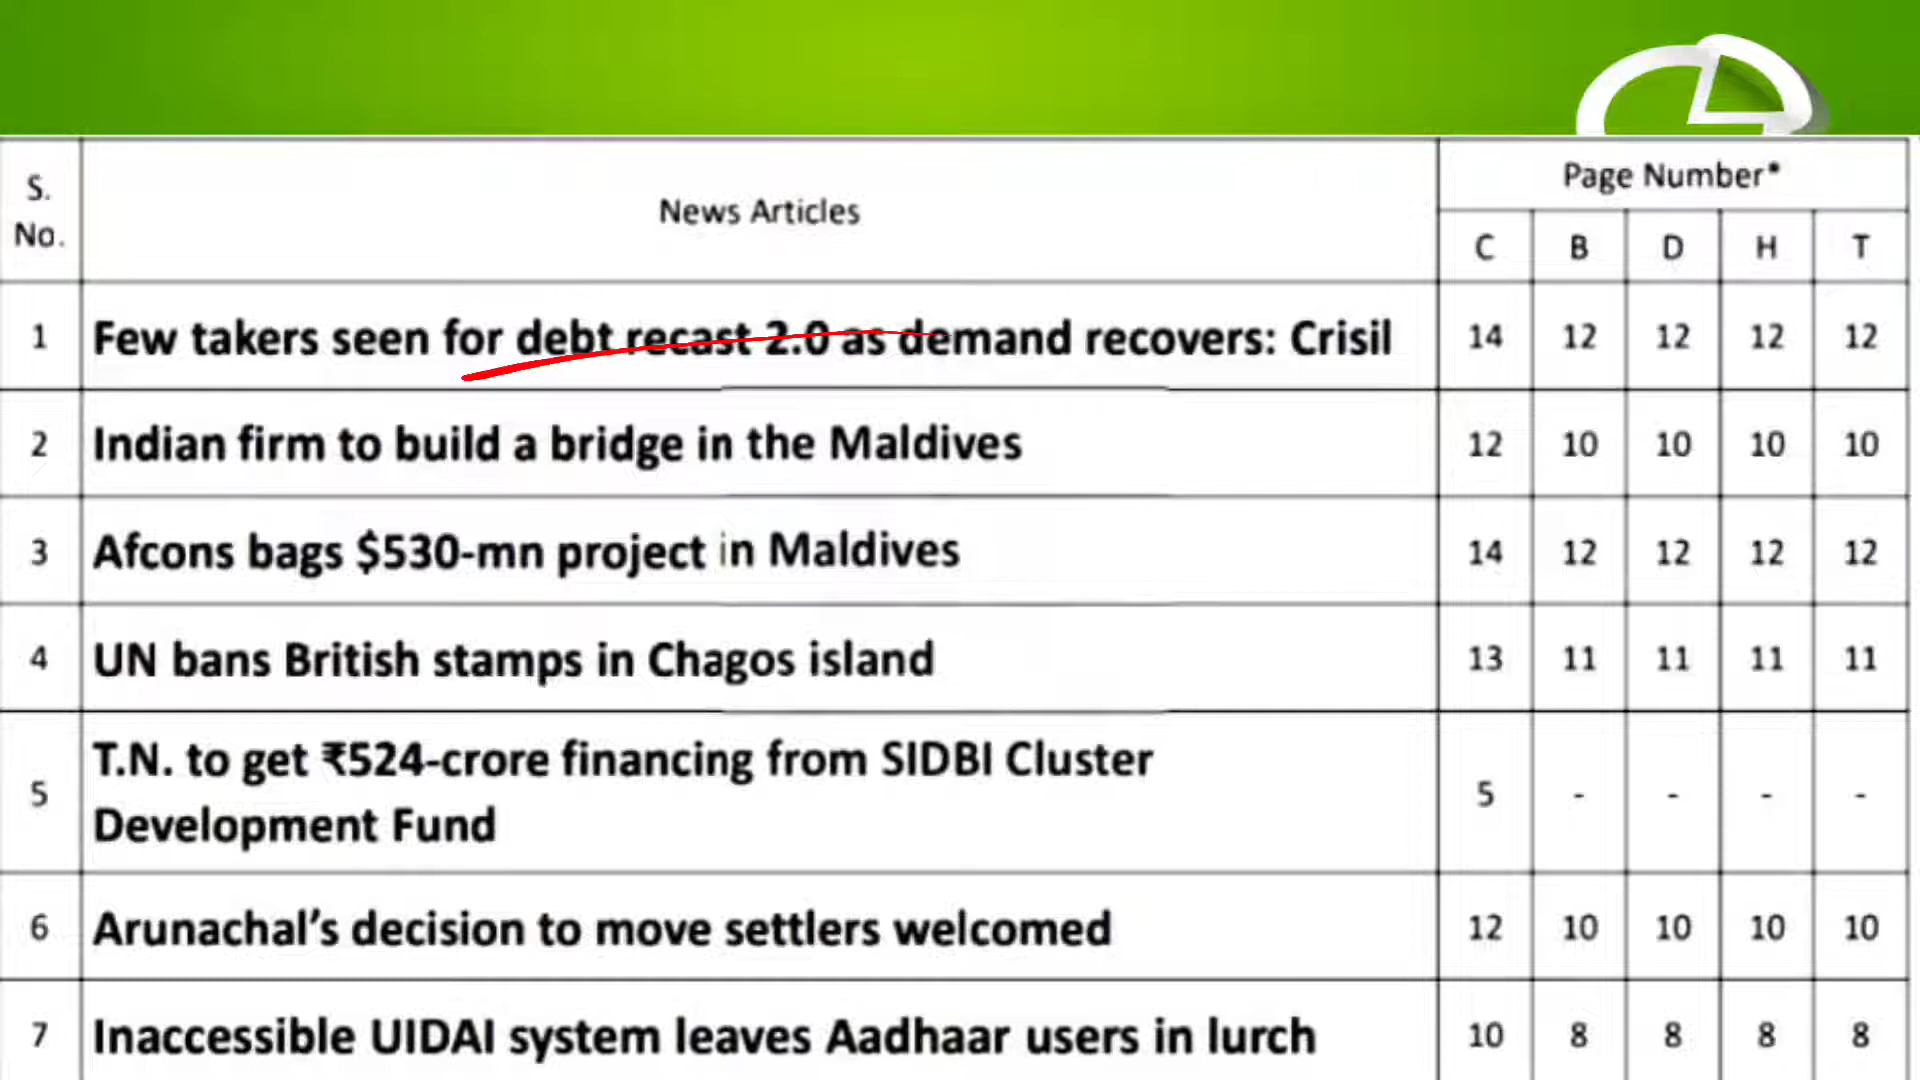 S. No. News Articles Page Number*
C B D H T
1 Few takers seen for debt recast 2.0 as demand recovers: Crisil 14 12 12 12 12
2 Indian firm to build a bridge in the Maldives 12 10 10 10 10
3 Afcons bags $530-mn project in Maldives 14 12 12 12 12
4 UN bans British stamps in Chagos island 13 11 11 11 11
5 T.N. to get ₹524-crore financing from SIDBI Cluster
Development Fund 5 - - - -
6 Arunachal’s decision to move settlers welcomed 12 10 10 10 10
7 Inaccessible UIDAI system leaves Aadhaar users in lurch 10 8 8 8 8